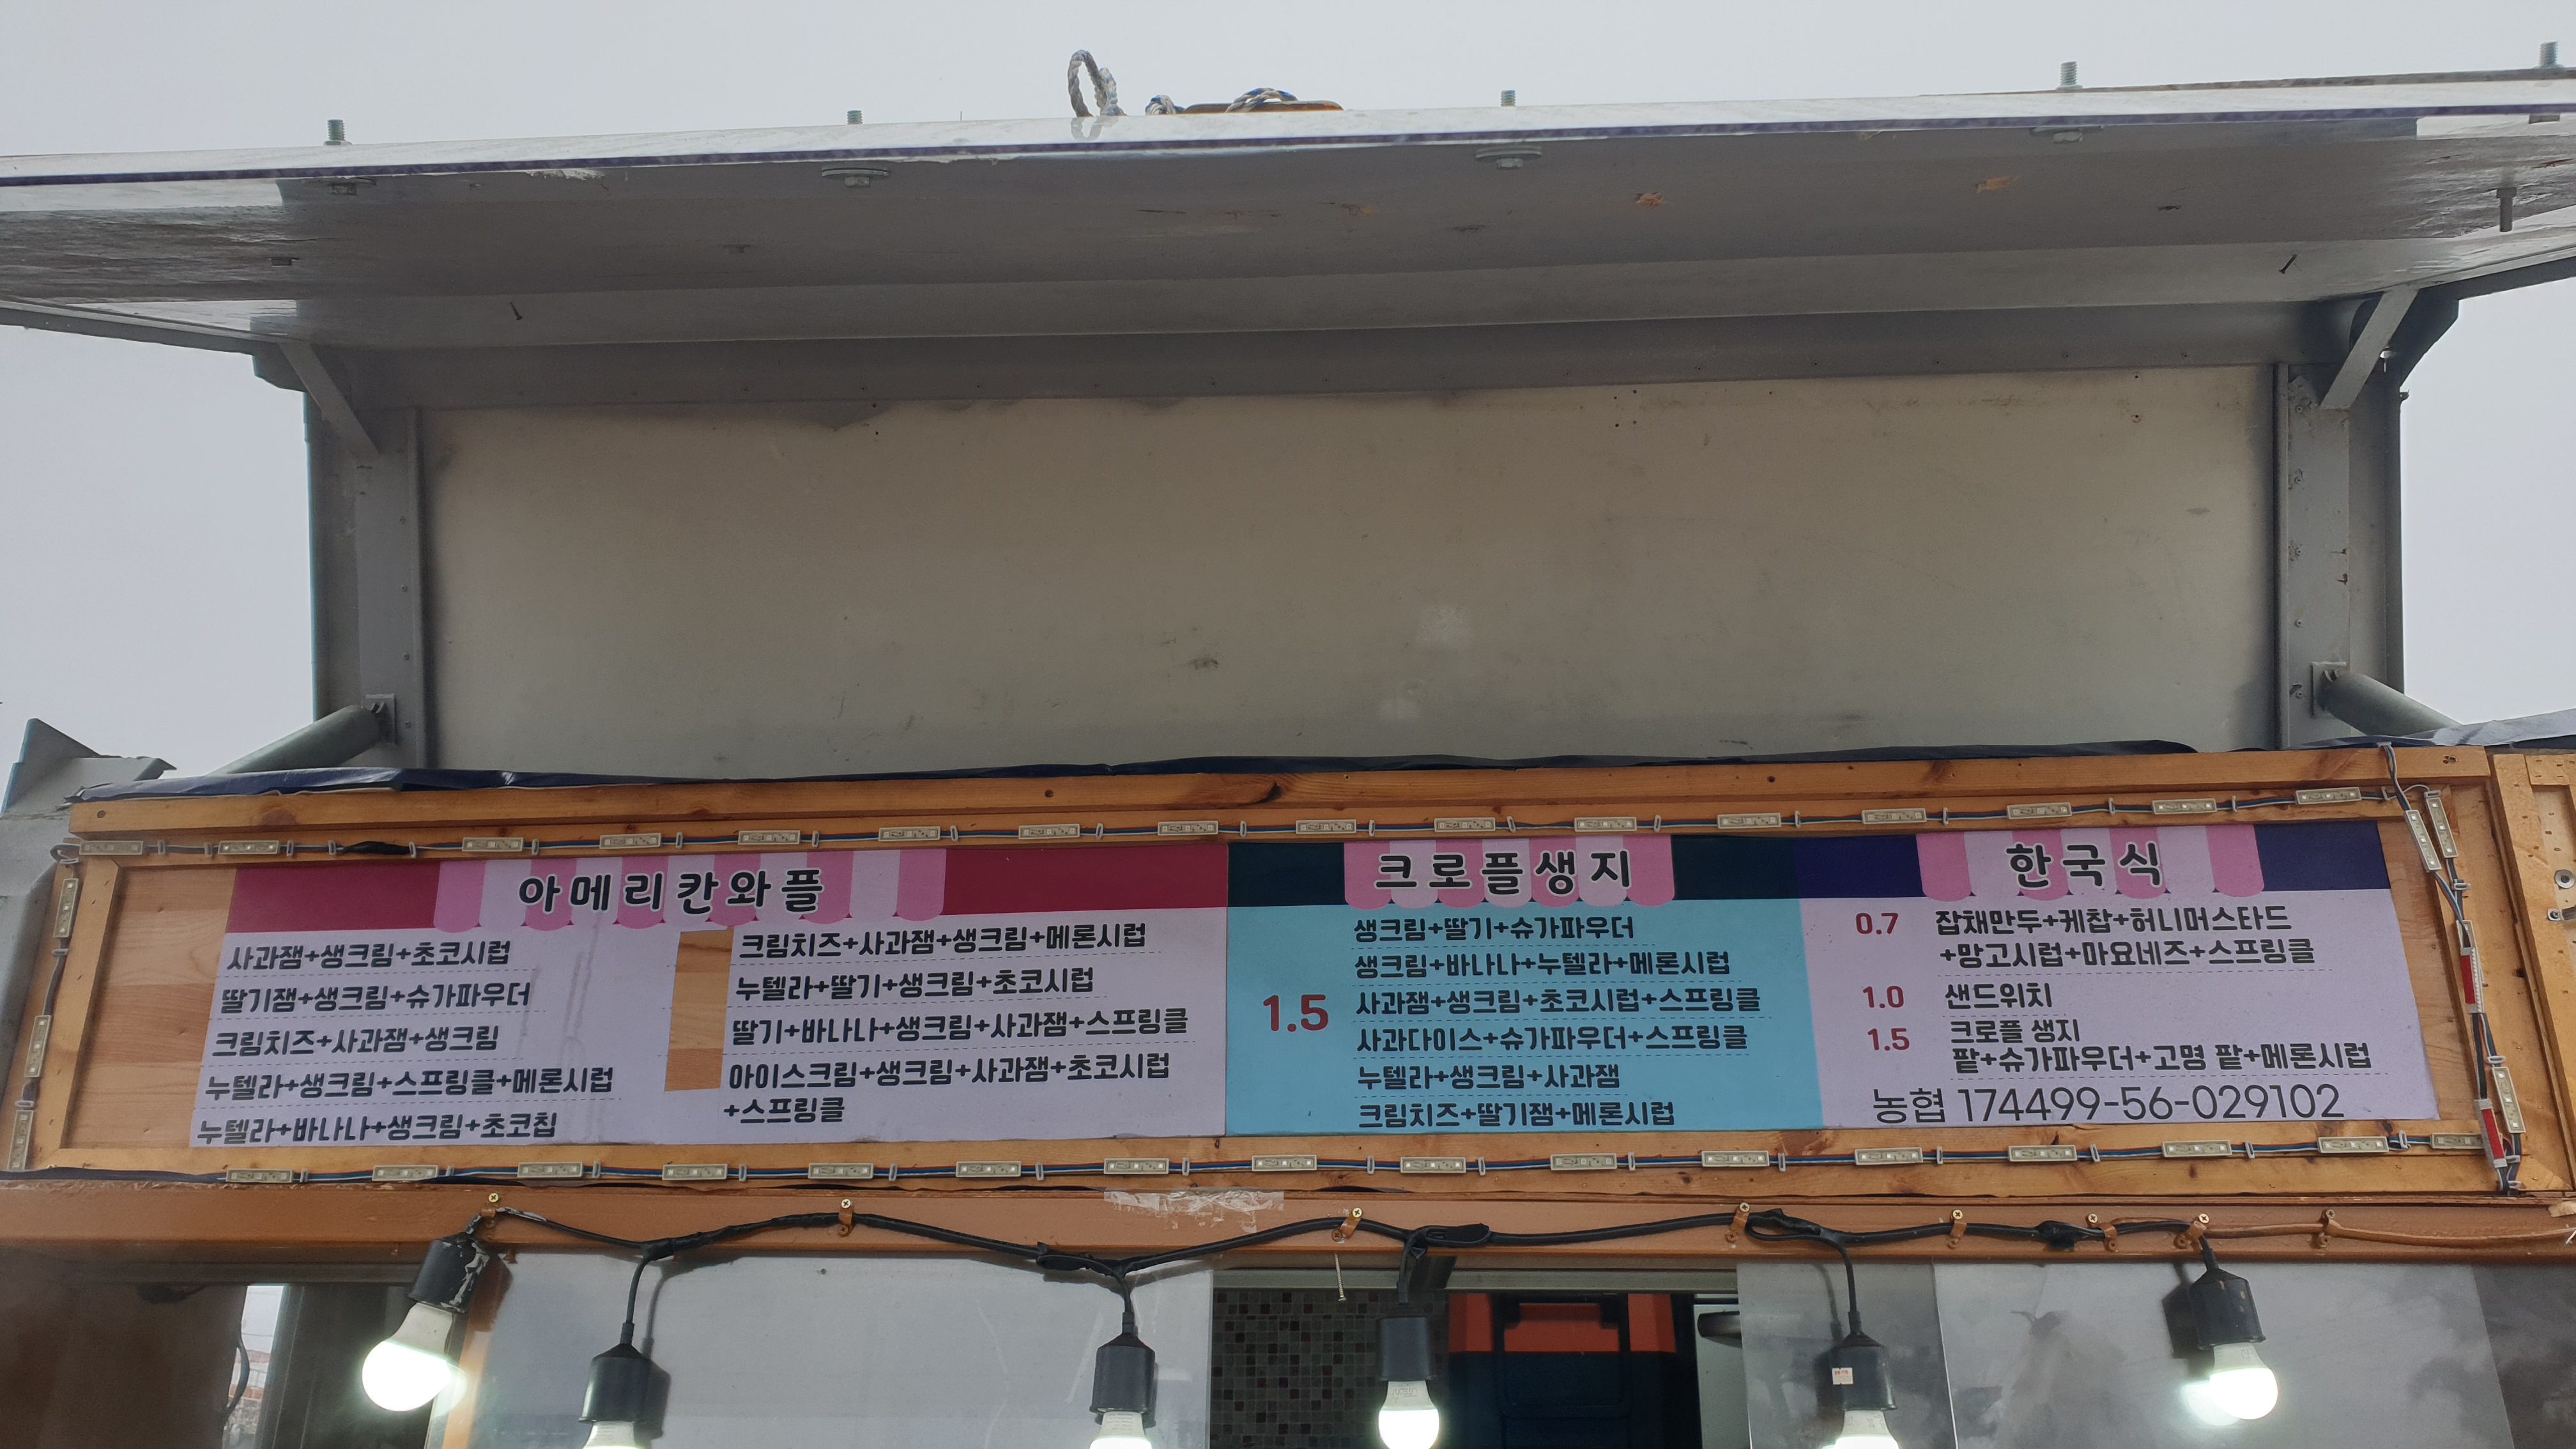 아메리칸와플
사과잼+생크림+초코시럽
딸기잼+생크림+슈가파우더
크림치즈+사과잼+생크림
누텔라+생크림+스프링클+메론시럽
누텔라+바나나+생크림+초코칩
크림치즈+사과잼+생크림+메론시럽
누텔라+딸기+생크림+초코시럽
딸기+바나나+생크림+사과잼+스프링클
아이스크림+생크림+사과잼+초코시럽
+스프링클
크로플생지
1.5
생크림+딸기+슈가파우더
생크림+바나나+누텔라+메론시럽
사과잼+생크림+초코시럽+스프링클
사과다이스+슈가파우더+스프링클
누텔라+생크림+사과잼
크림치즈+딸기잼+메론시럽
한국식
0.7 잡채만두+케찹+허니머스타드
+망고시럽+마요네즈+스프링클
1.0 샌드위치
1.5 크로플 생지
팥+슈가파우더+고명 팥+메론시럽
농협 174499-56-029102